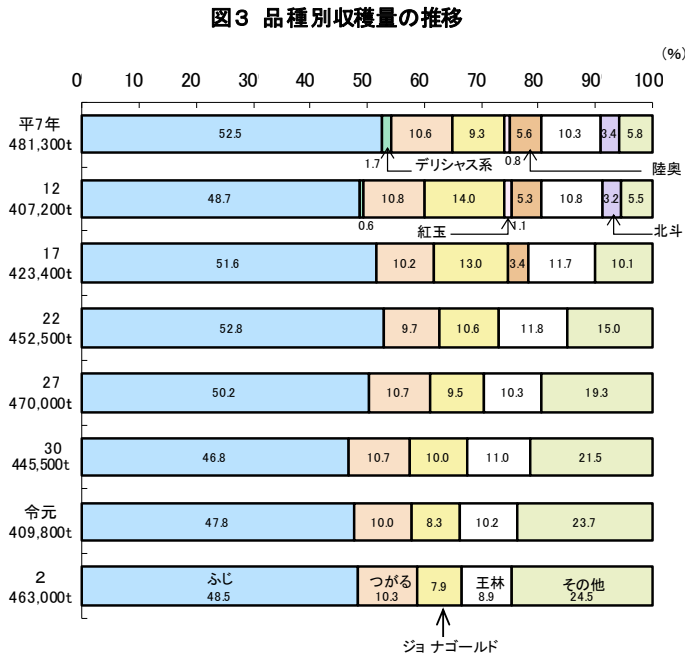 図３ 品種別収穫量の推移
(%)
0 10 20 30 40 50 60 70 80 90 100
平7年
481,300t
52.5 10.6 9.3 5.6 10.3 3.4 5.8
1.7 デリシャス系 0.8 陸奥
12
407,200t
48.7 10.8 14.0 5.3 10.8 3.2 5.5
0.6 紅玉 1.1 北斗
17
423,400t
51.6 10.2 13.0 3.4 11.7 10.1
22
452,500t
52.8 9.7 10.6 11.8 15.0
27
470,000t
50.2 10.7 9.5 10.3 19.3
30
445,500t
46.8 10.7 10.0 11.0 21.5
令元
409,800t
47.8 10.0 8.3 10.2 23.7
2
463,000t
ふじ つがる 7.9 王林 その他
48.5 10.3 8.9 24.5
ジョナゴールド